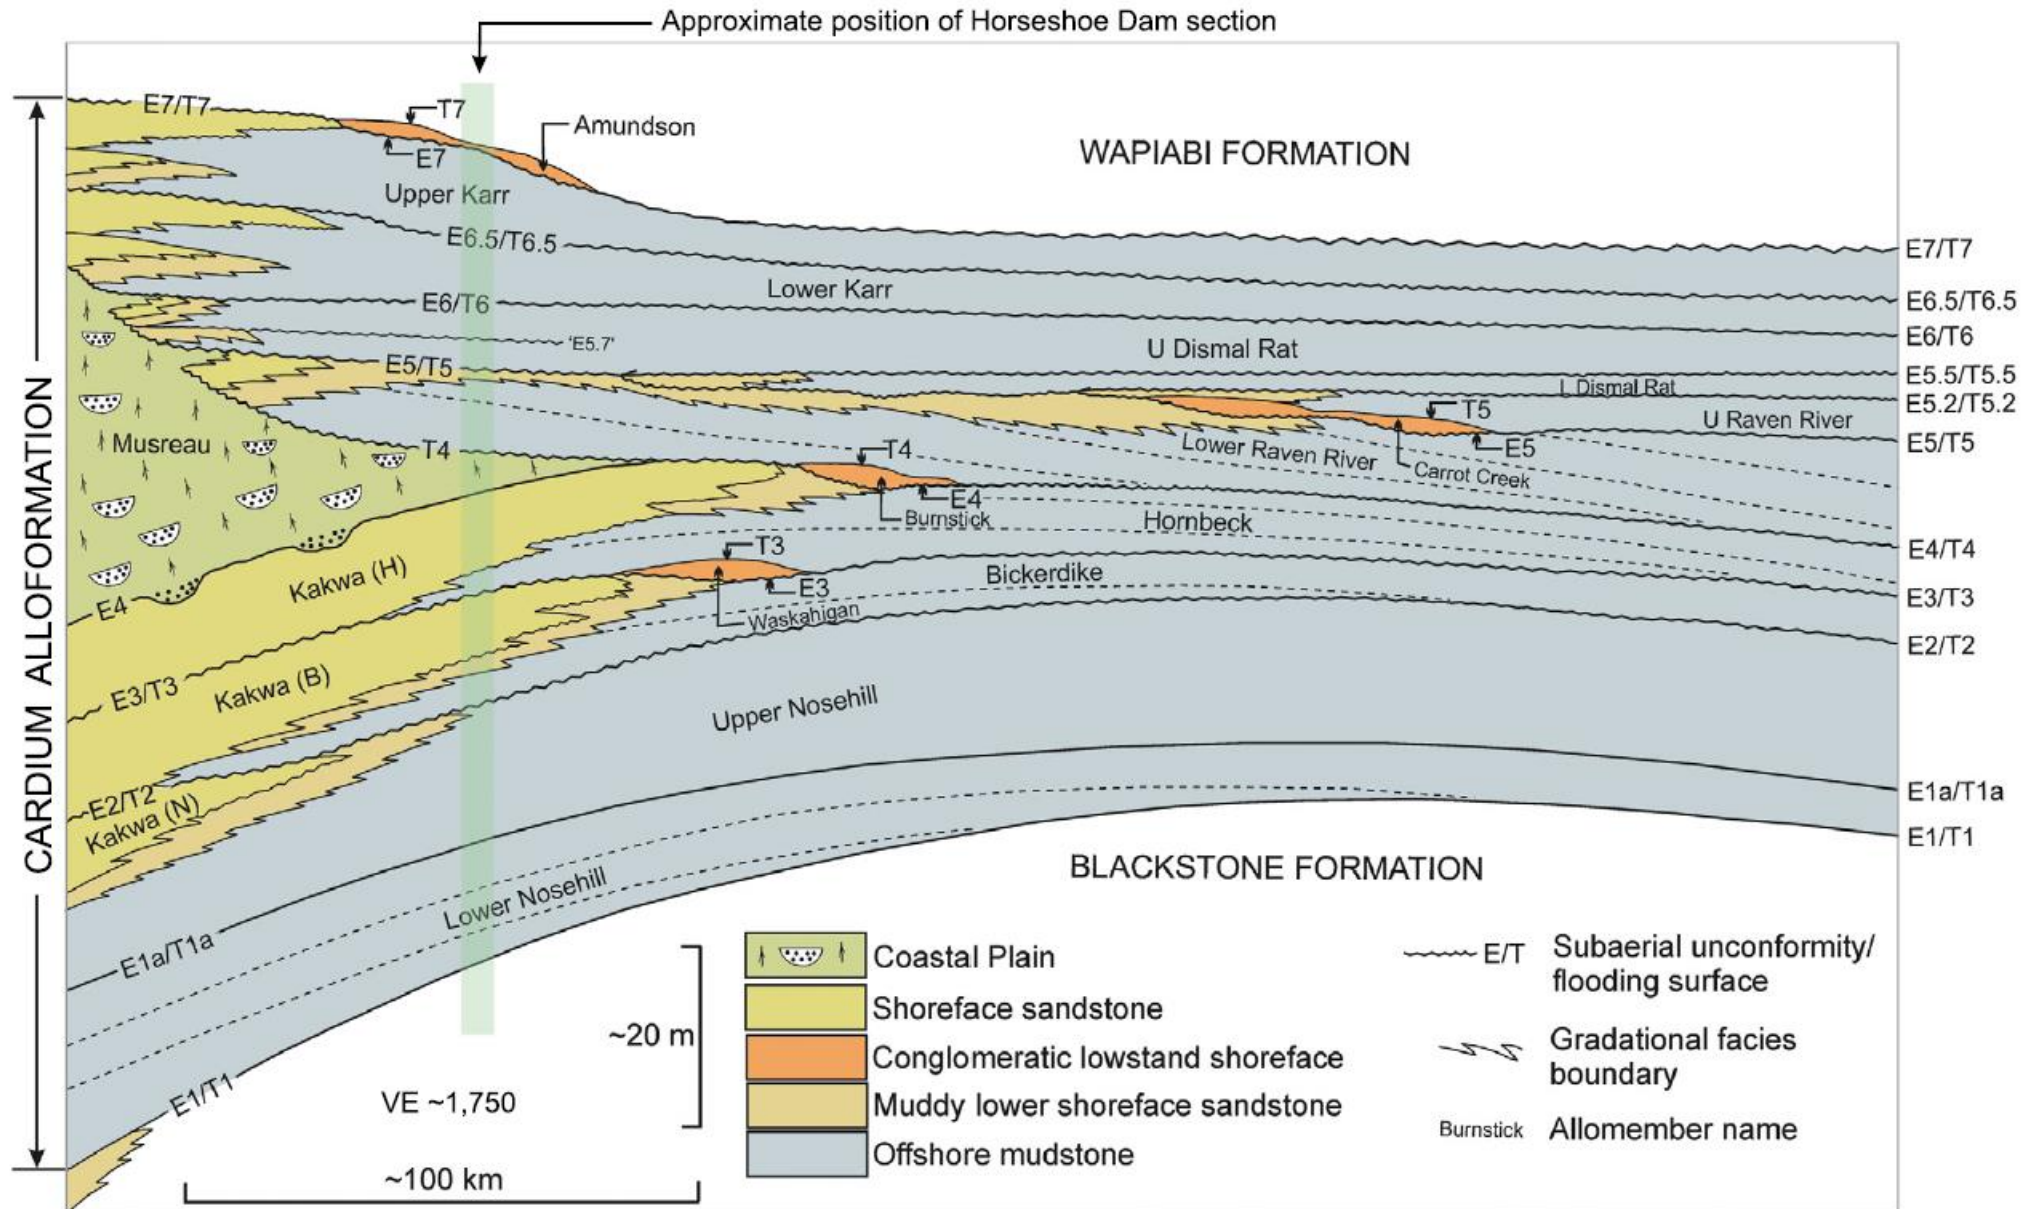 Approximate position of Horseshoe Dam section
E7/T7
T7
E7
Amundson
WAPIABI FORMATION
Upper Karr
E6.5/T6.5
E7/T7
Lower Karr
E6.5/T6.5
E6/T6
E6/T6
'E5.7'
U Dismal Rat
E5/T5
E5.5/T5.5
L Dismal Rat
E5.2/T5.2
T5
U Raven River
E5/T5
E5
Musreau
T4
T4
Lower Raven River
Carrot Creek
E4
Burnstick
Hornbeck
E4/T4
T3
Kakwa (H)
Bickerdike
E3
E3/T3
E4
Waskahigan
E2/T2
E3/T3
Kakwa (B)
Upper Nosehill
E2/T2
Kakwa (N)
E1a/T1a
E1/T1
BLACKSTONE FORMATION
Lower Nosehill
E1a/T1a
E1/T1
CARDIUM ALLOFORMATION
VE ~1,750
~20 m
~100 km
Coastal Plain
Shoreface sandstone
Conglomeratic lowstand shoreface
Muddy lower shoreface sandstone
Offshore mudstone
E/T Subaerial unconformity/
flooding surface
Gradational facies
boundary
Burnstick Allomember name